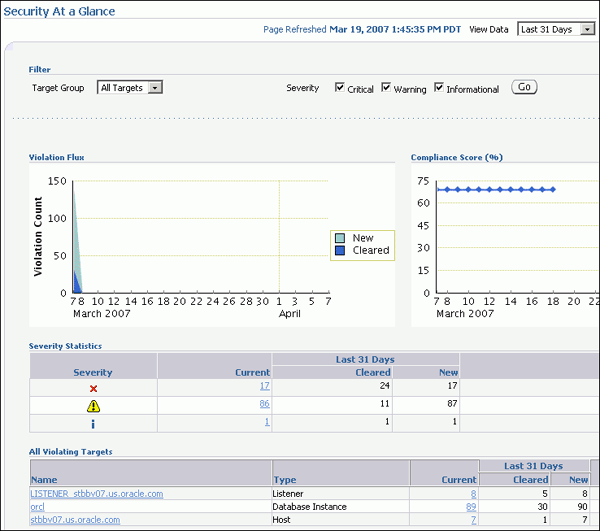 Security At a Glance
Page Refreshed Mar 19, 2007 1:45:35 PM PDT View Data Last 31 Days
Filter
Target Group All Targets Severity Critical Warning Informational Go
Violation Flux
Violation Count
150
100
50
0
7 8 10 12 14 16 18 20 22 24 26 28 30 1 3 5 7
March 2007 April
New
Cleared
Compliance Score (%)
75
60
45
30
15
0
7 8 10 12 14 16 18 20 22
March 2007
Severity Statistics
Last 31 Days
Severity Current Cleared New
17 24 17
86 11 87
1 1 1
All Violating Targets
Last 31 Days
Name Type Current Cleared New
LISTENER_stbbv07.us.oracle.com Listener 8 5 8
orcl Database Instance 89 30 90
stbbv07.us.oracle.com Host 7 1 7